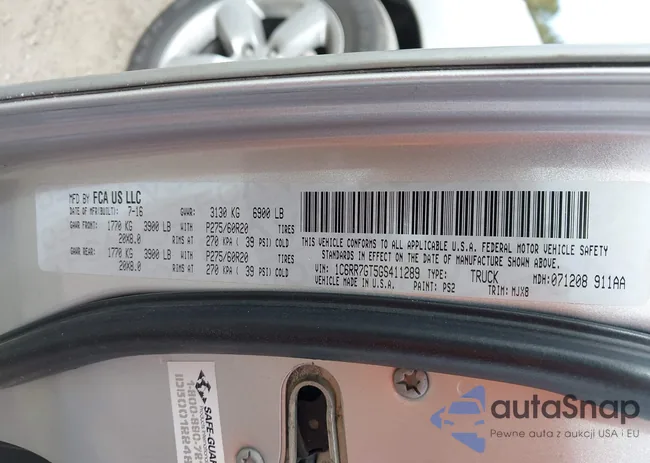 MFD BY FCA US LLC
DATE OF MFR(BUILT): 7-16 GVWR: 3130 KG 6900 LB
GAWR FRONT: 1770 KG 3900 LB WITH P275/60R20 TIRES
20X8.0 RIMS AT 270 KPA ( 39 PSI) COLD
GAWR REAR: 1770 KG 3900 LB WITH P275/60R20 TIRES
20X8.0 RIMS AT 270 KPA ( 39 PSI) COLD
THIS VEHICLE CONFORMS TO ALL APPLICABLE U.S.A. FEDERAL MOTOR VEHICLE SAFETY
STANDARDS IN EFFECT ON THE DATE OF MANUFACTURE SHOWN ABOVE.
VIN: 1C6RR7GT5GS411289 TYPE: TRUCK MDH: 071208 911AA
VEHICLE MADE IN U.S.A. PAINT: PS2 TRIM: MJX8
SAFE-GUAR
autoSnap
Pewne auta z aukcji USA i EU